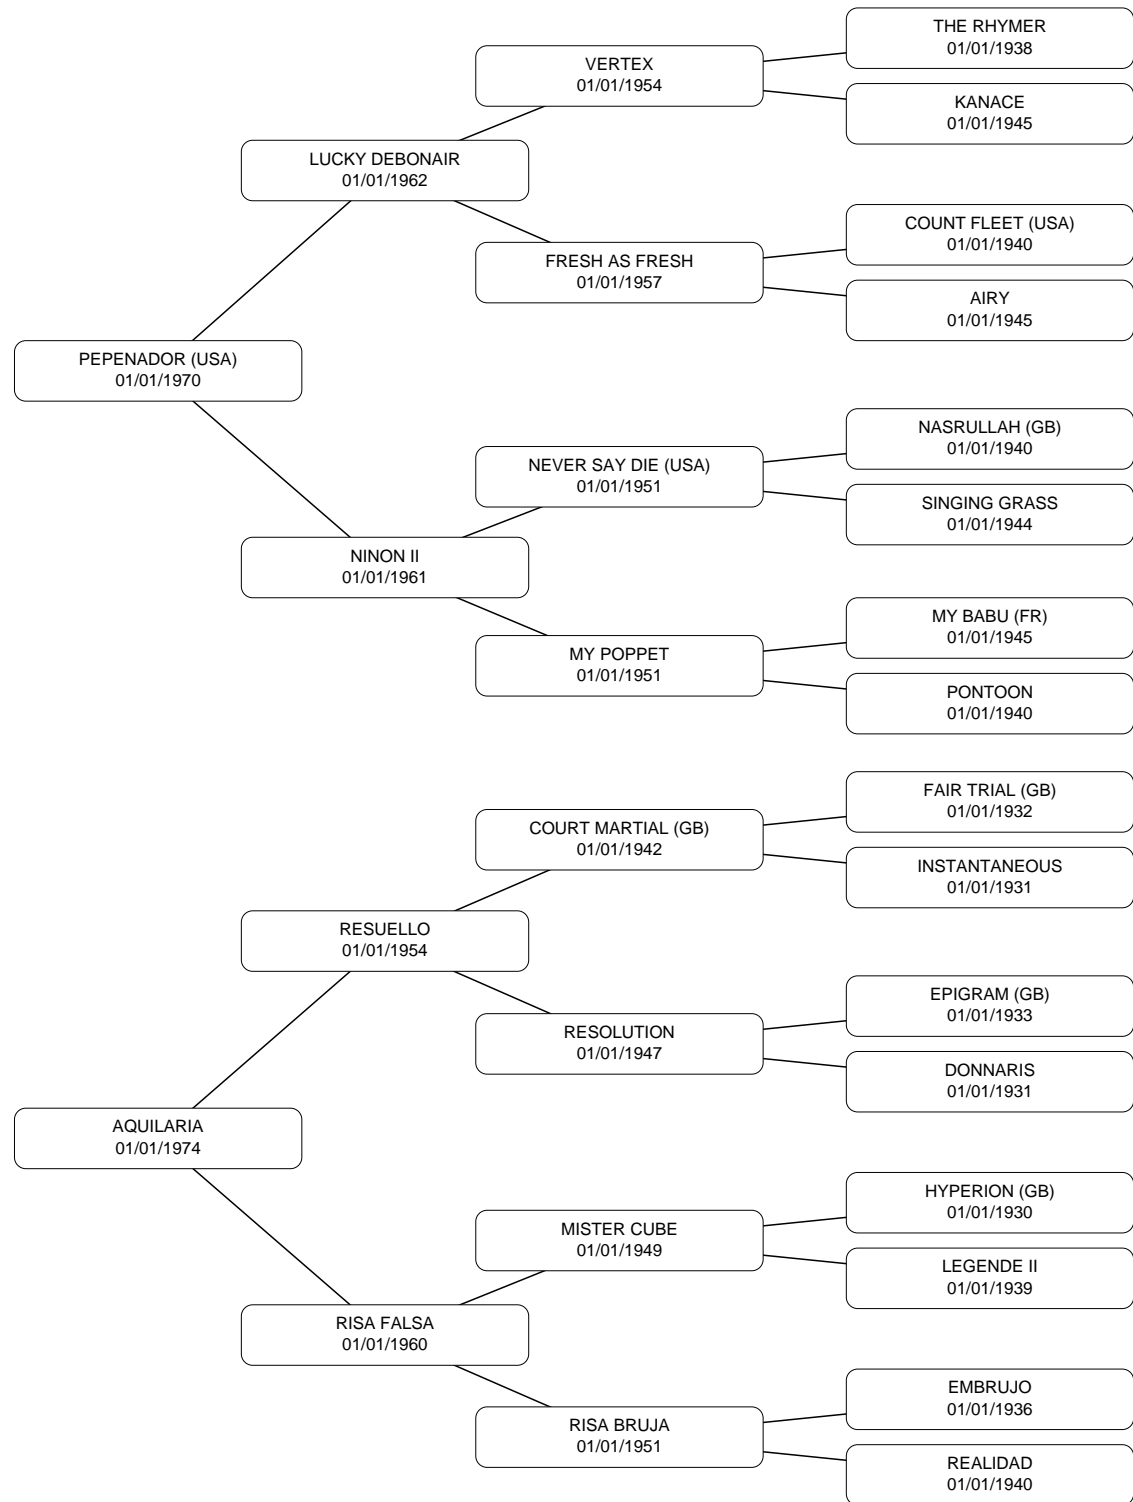 THE RHYMER
01/01/1938
VERTEX
01/01/1954
KANACE
01/01/1945
LUCKY DEBONAIR
01/01/1962
COUNT FLEET (USA)
01/01/1940
FRESH AS FRESH
01/01/1957
AIRY
01/01/1945
PEPENADOR (USA)
01/01/1970
NASRULLAH (GB)
01/01/1940
NEVER SAY DIE (USA)
01/01/1951
SINGING GRASS
01/01/1944
NINON II
01/01/1961
MY BABU (FR)
01/01/1945
MY POPPET
01/01/1951
PONTOON
01/01/1940
FAIR TRIAL (GB)
01/01/1932
COURT MARTIAL (GB)
01/01/1942
INSTANTANEOUS
01/01/1931
RESUELLO
01/01/1954
EPIGRAM (GB)
01/01/1933
RESOLUTION
01/01/1947
DONNARIS
01/01/1931
AQUILARIA
01/01/1974
HYPERION (GB)
01/01/1930
MISTER CUBE
01/01/1949
LEGENDE II
01/01/1939
RISA FALSA
01/01/1960
EMBRUJO
01/01/1936
RISA BRUJA
01/01/1951
REALIDAD
01/01/1940